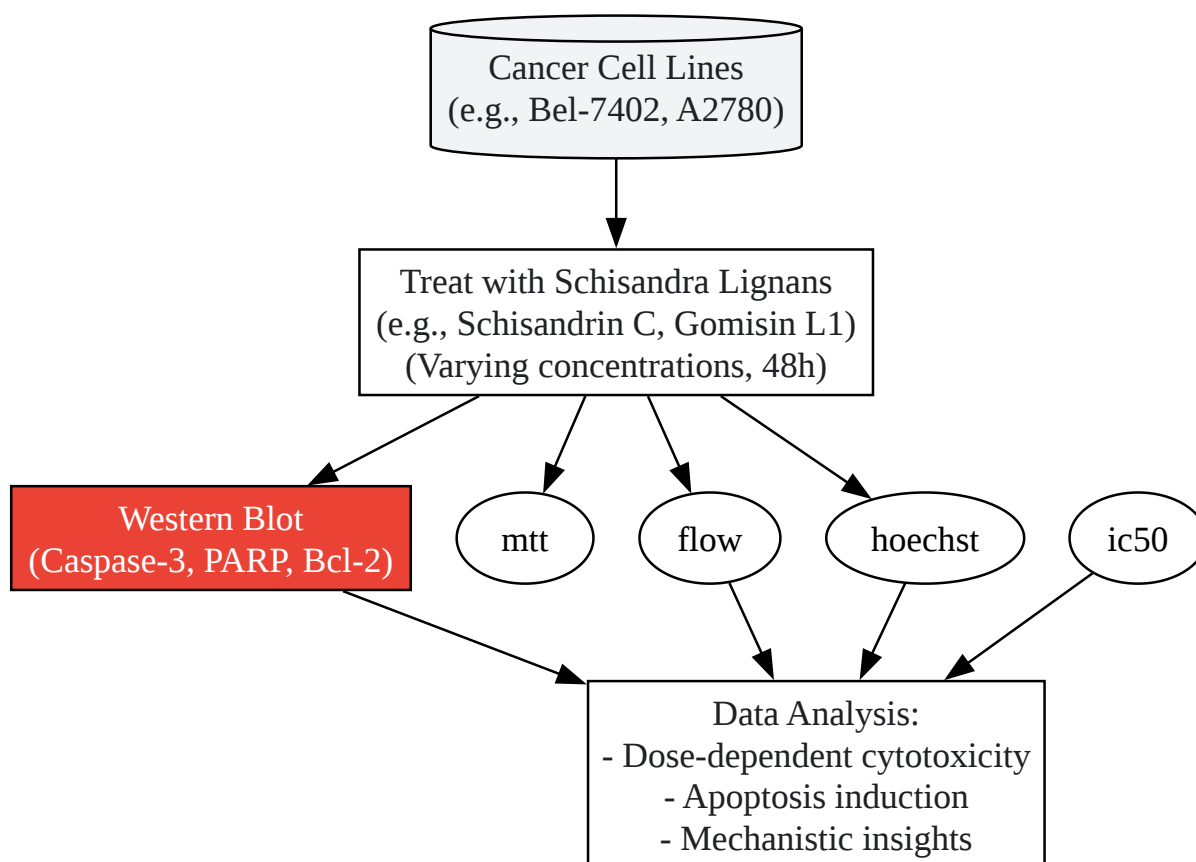 Cancer Cell Lines
(e.g., Bel-7402, A2780)
Treat with Schisandra Lignans
(e.g., Schisandrin C, Gomisin L1)
(Varying concentrations, 48h)
Western Blot
(Caspase-3, PARP, Bcl-2)
mtt
flow
hoechst
ic50
Data Analysis:
- Dose-dependent cytotoxicity
- Apoptosis induction
- Mechanistic insights